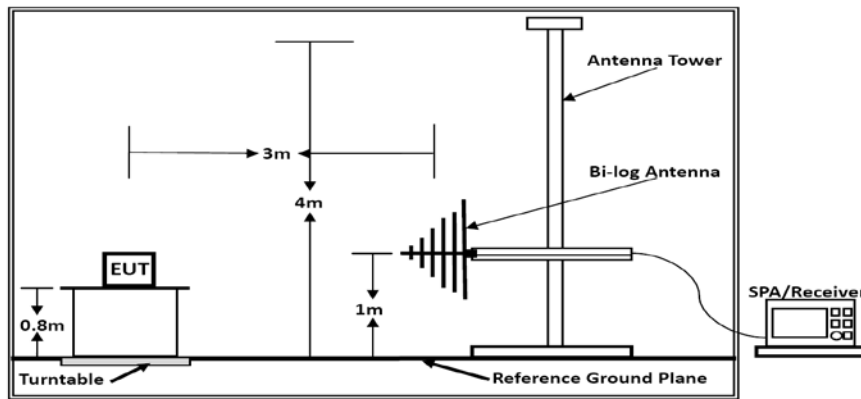 Antenna Tower
3m
Bi-log Antenna
4m
EUT
1m
SPA/Receiver
0.8m
Turntable
Reference Ground Plane